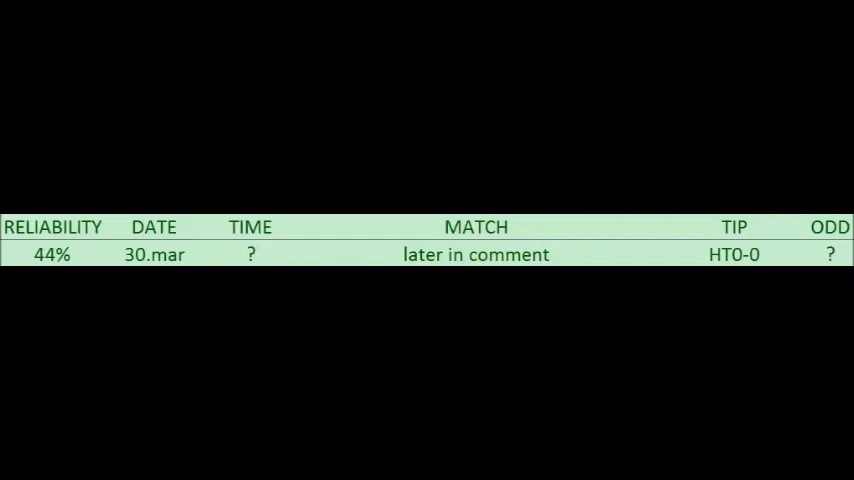 RELIABILITY DATE TIME MATCH TIP ODD
44% 30.mar ? later in comment HT0-0 ?